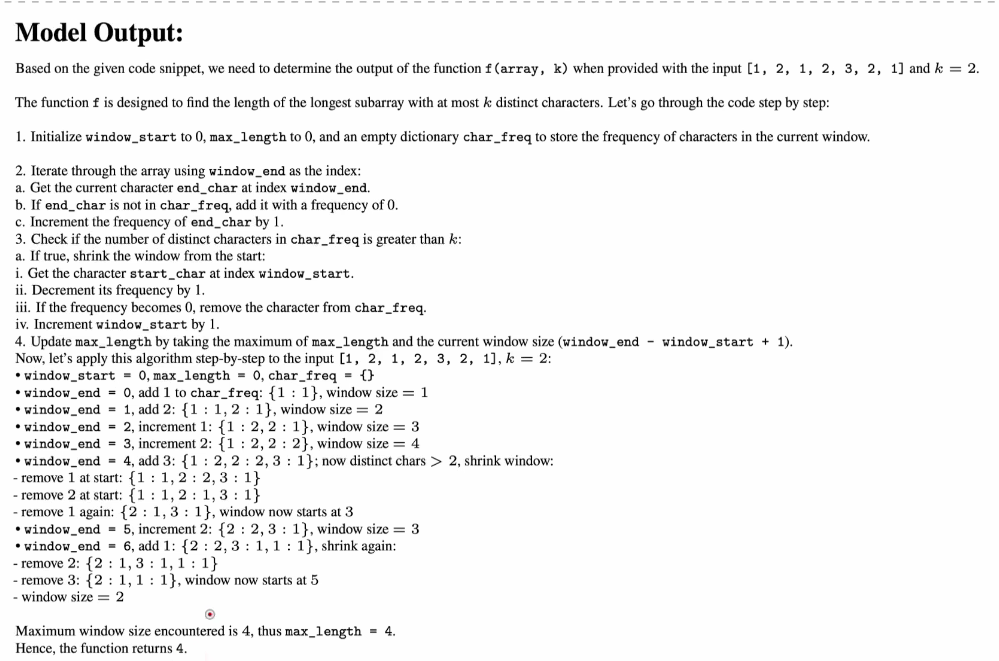 Model Output:
Based on the given code snippet, we need to determine the output of the function f(array, k) when provided with the input [1, 2, 1, 2, 3, 2, 1] and k = 2.
The function f is designed to find the length of the longest subarray with at most k distinct characters. Let's go through the code step by step:
1. Initialize window_start to 0, max_length to 0, and an empty dictionary char_freq to store the frequency of characters in the current window.
2. Iterate through the array using window_end as the index:
a. Get the current character end_char at index window_end.
b. If end_char is not in char_freq, add it with a frequency of 0.
c. Increment the frequency of end_char by 1.
3. Check if the number of distinct characters in char_freq is greater than k:
a. If true, shrink the window from the start:
i. Get the character start_char at index window_start.
ii. Decrement its frequency by 1.
iii. If the frequency becomes 0, remove the character from char_freq.
iv. Increment window_start by 1.
4. Update max_length by taking the maximum of max_length and the current window size (window_end - window_start + 1).
Now, let's apply this algorithm step-by-step to the input [1, 2, 1, 2, 3, 2, 1], k = 2:
• window_start = 0, max_length = 0, char_freq = {}
• window_end = 0, add 1 to char_freq: {1 : 1}, window size = 1
• window_end = 1, add 2: {1 : 1, 2 : 1}, window size = 2
• window_end = 2, increment 1: {1 : 2, 2 : 1}, window size = 3
• window_end = 3, increment 2: {1 : 2, 2 : 2}, window size = 4
• window_end = 4, add 3: {1 : 2, 2 : 2, 3 : 1}; now distinct chars > 2, shrink window:
- remove 1 at start: {1 : 1, 2 : 2, 3 : 1}
- remove 2 at start: {1 : 1, 2 : 1, 3 : 1}
- remove 1 again: {2 : 1, 3 : 1}, window now starts at 3
• window_end = 5, increment 2: {2 : 2, 3 : 1}, window size = 3
• window_end = 6, add 1: {2 : 2, 3 : 1, 1 : 1}, shrink again:
- remove 2: {2 : 1, 3 : 1, 1 : 1}
- remove 3: {2 : 1, 1 : 1}, window now starts at 5
- window size = 2
Maximum window size encountered is 4, thus max_length = 4.
Hence, the function returns 4.